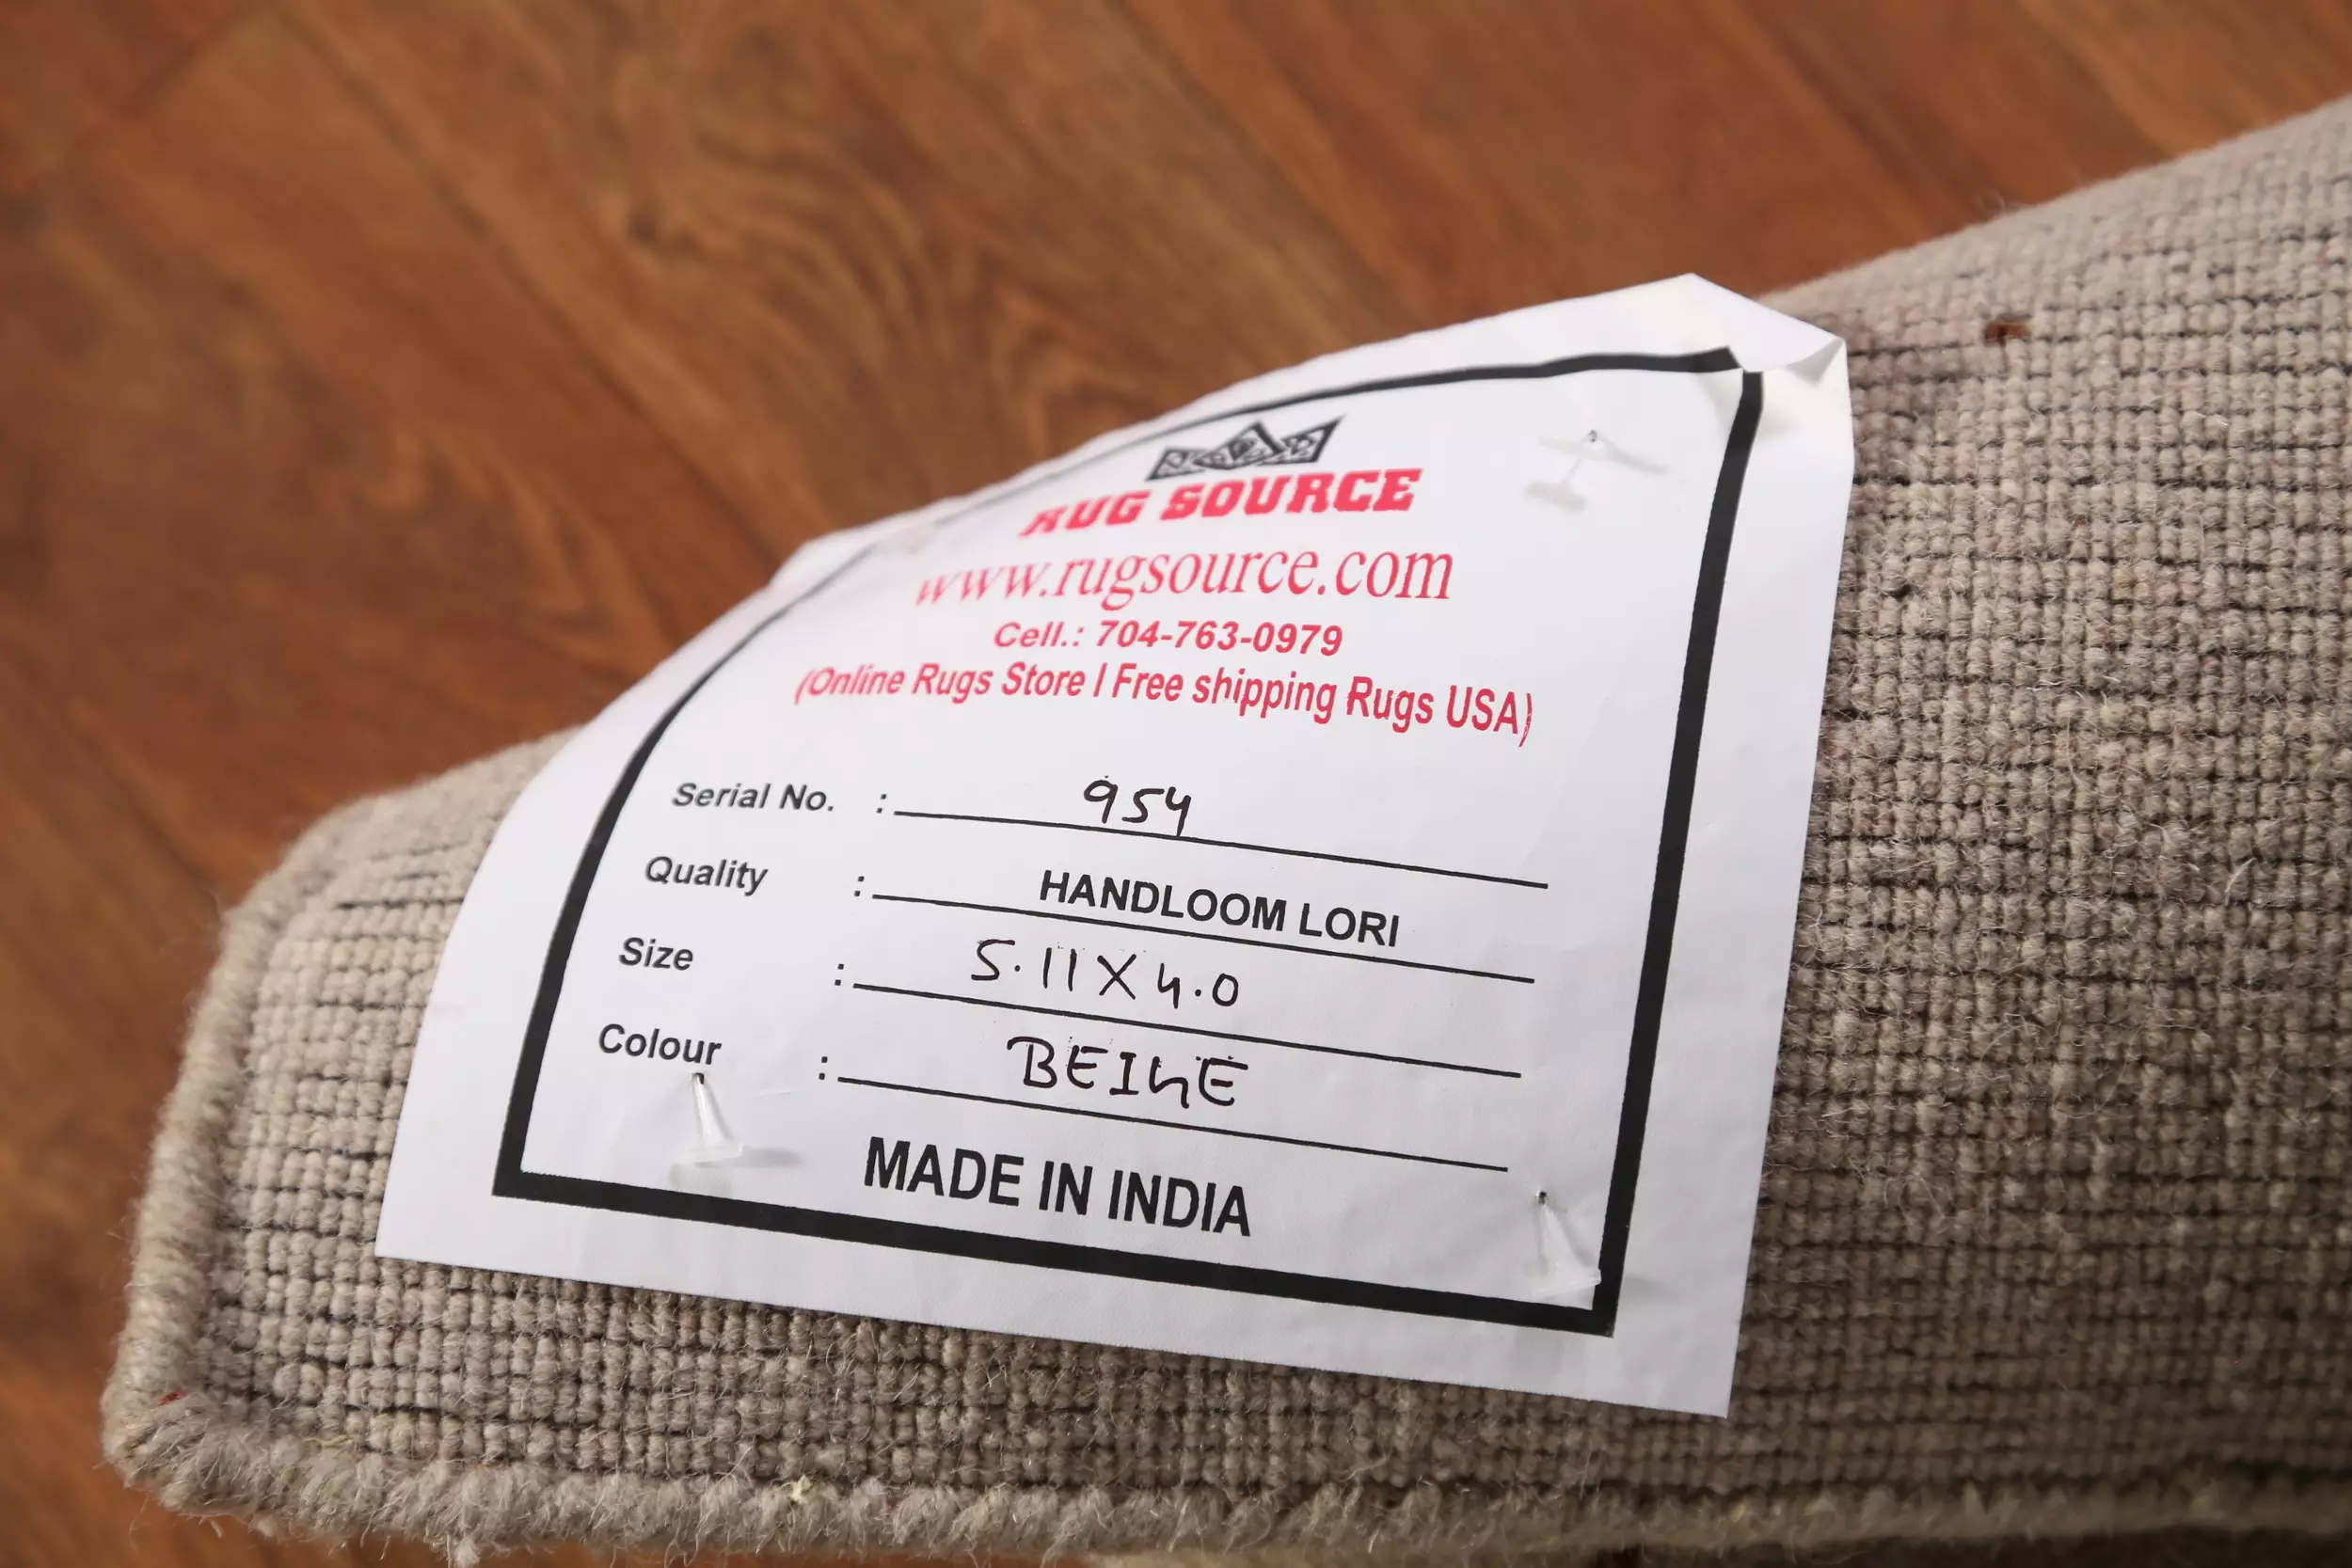 RUG SOURCE
www.rugsource.com
Cell.: 704-763-0979
(Online Rugs Store I Free shipping Rugs USA)
Serial No. : 954
Quality : HANDLOOM LORI
Size : 5.11X4.0
Colour : BEIGE
MADE IN INDIA